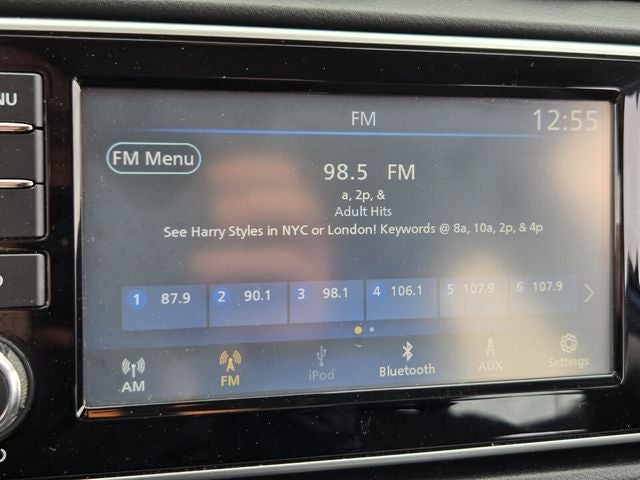 NU
FM
12:55
FM Menu
98.5 FM
a, 2p, &
Adult Hits
See Harry Styles in NYC or London! Keywords @ 8a, 10a, 2p, & 4p
1 87.9 2 90.1 3 98.1 4 106.1 5 107.9 6 107.9
AM FM iPod Bluetooth AUX Settings